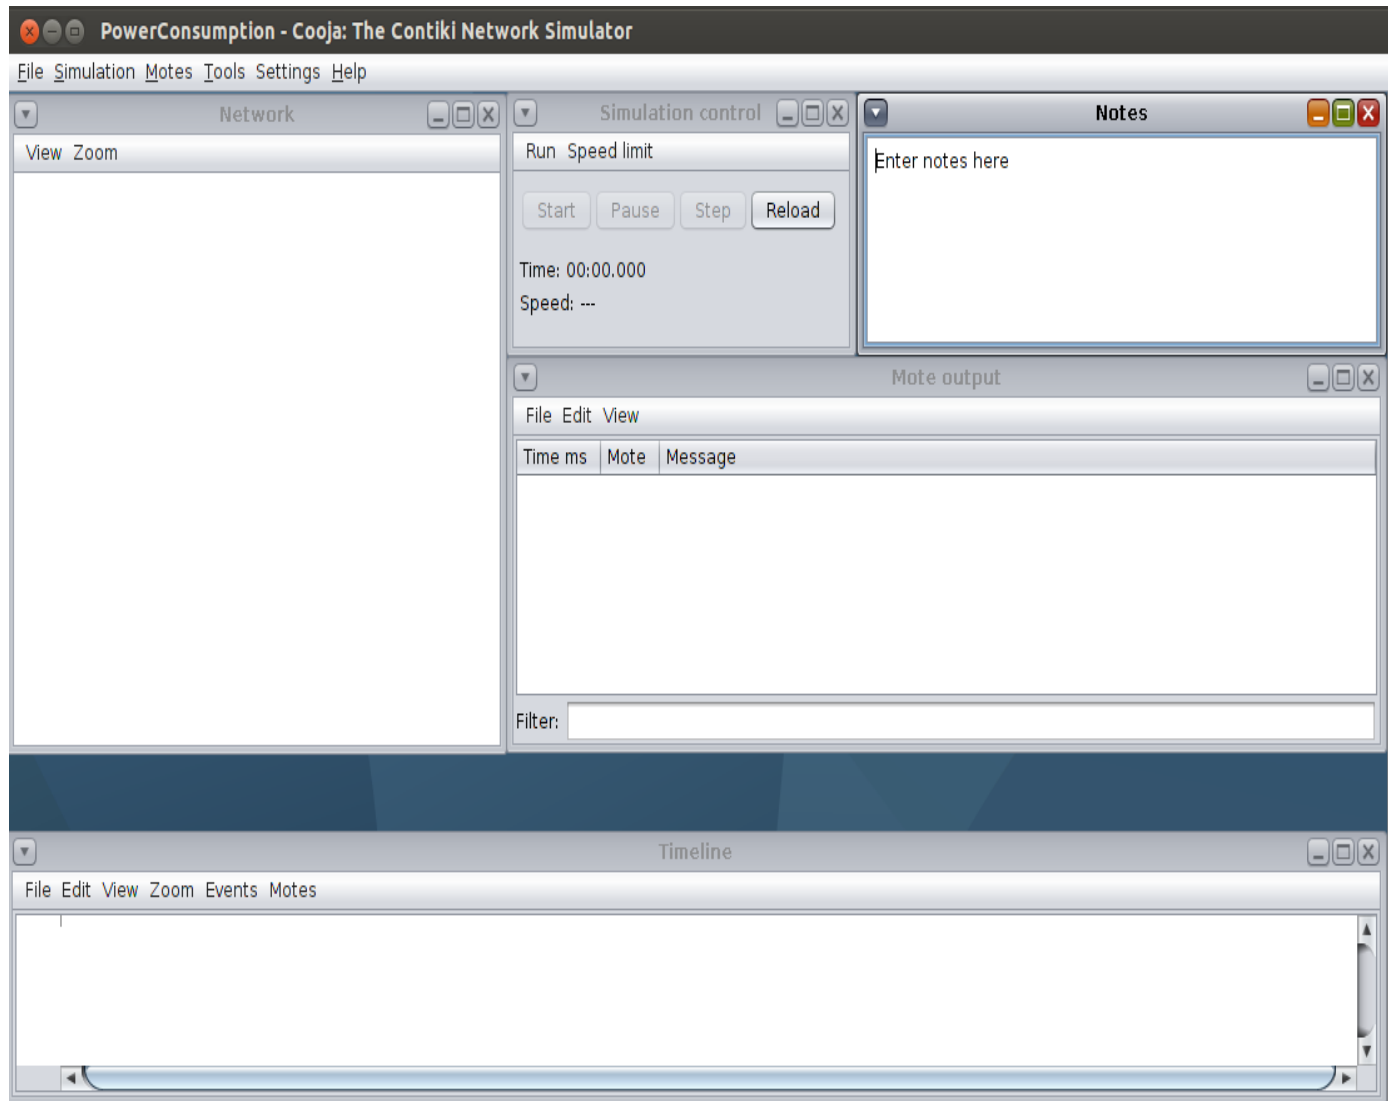 PowerConsumption - Cooja: The Contiki Network Simulator
File Simulation Motes Tools Settings Help
Network
View Zoom
Simulation control
Run Speed limit
Start Pause Step Reload
Time: 00:00.000
Speed: ---
Notes
Enter notes here
Mote output
File Edit View
Time ms Mote Message
Filter:
Timeline
File Edit View Zoom Events Motes